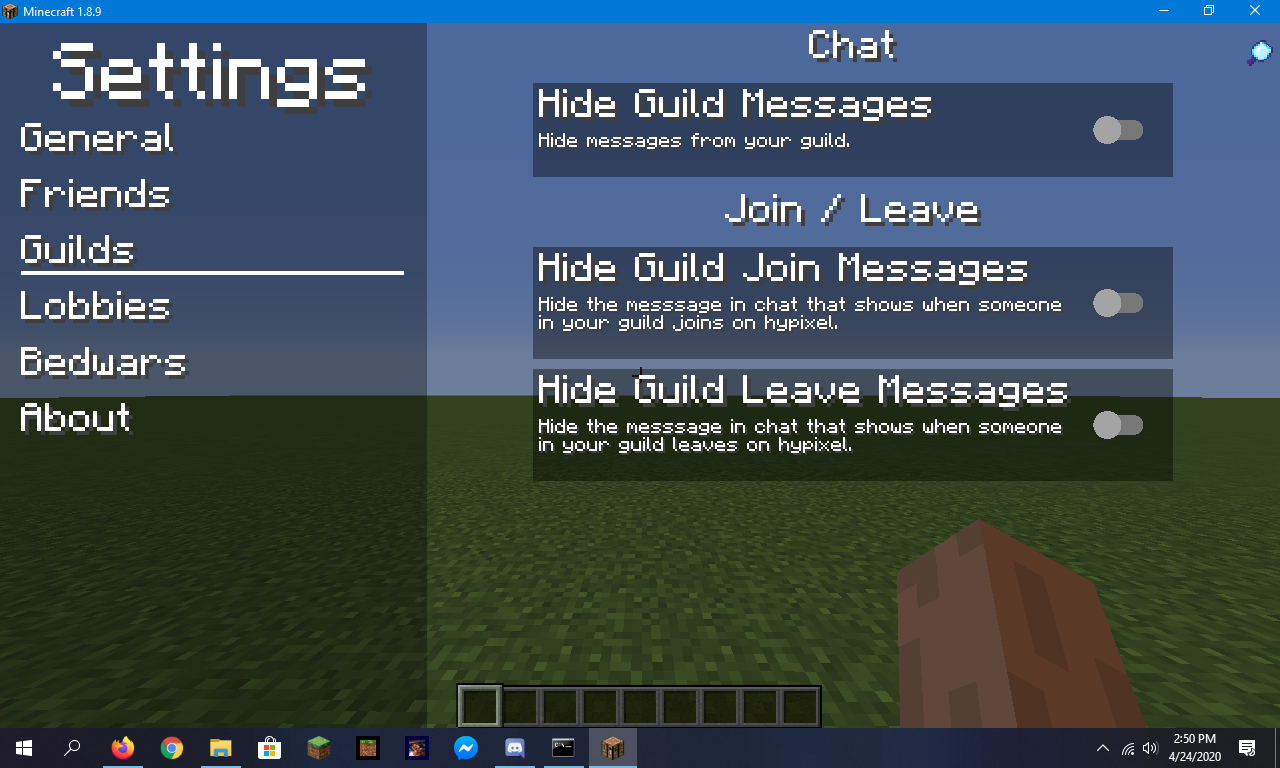 Minecraft 1.8.9
Settings
General
Friends
Guilds
Lobbies
Bedwars
About
Chat
Hide Guild Messages
Hide messages from your guild.
Join / Leave
Hide Guild Join Messages
Hide the messsage in chat that shows when someone
in your guild joins on hypixel.
Hide Guild Leave Messages
Hide the messsage in chat that shows when someone
in your guild leaves on hypixel.
2:50 PM
4/24/2020